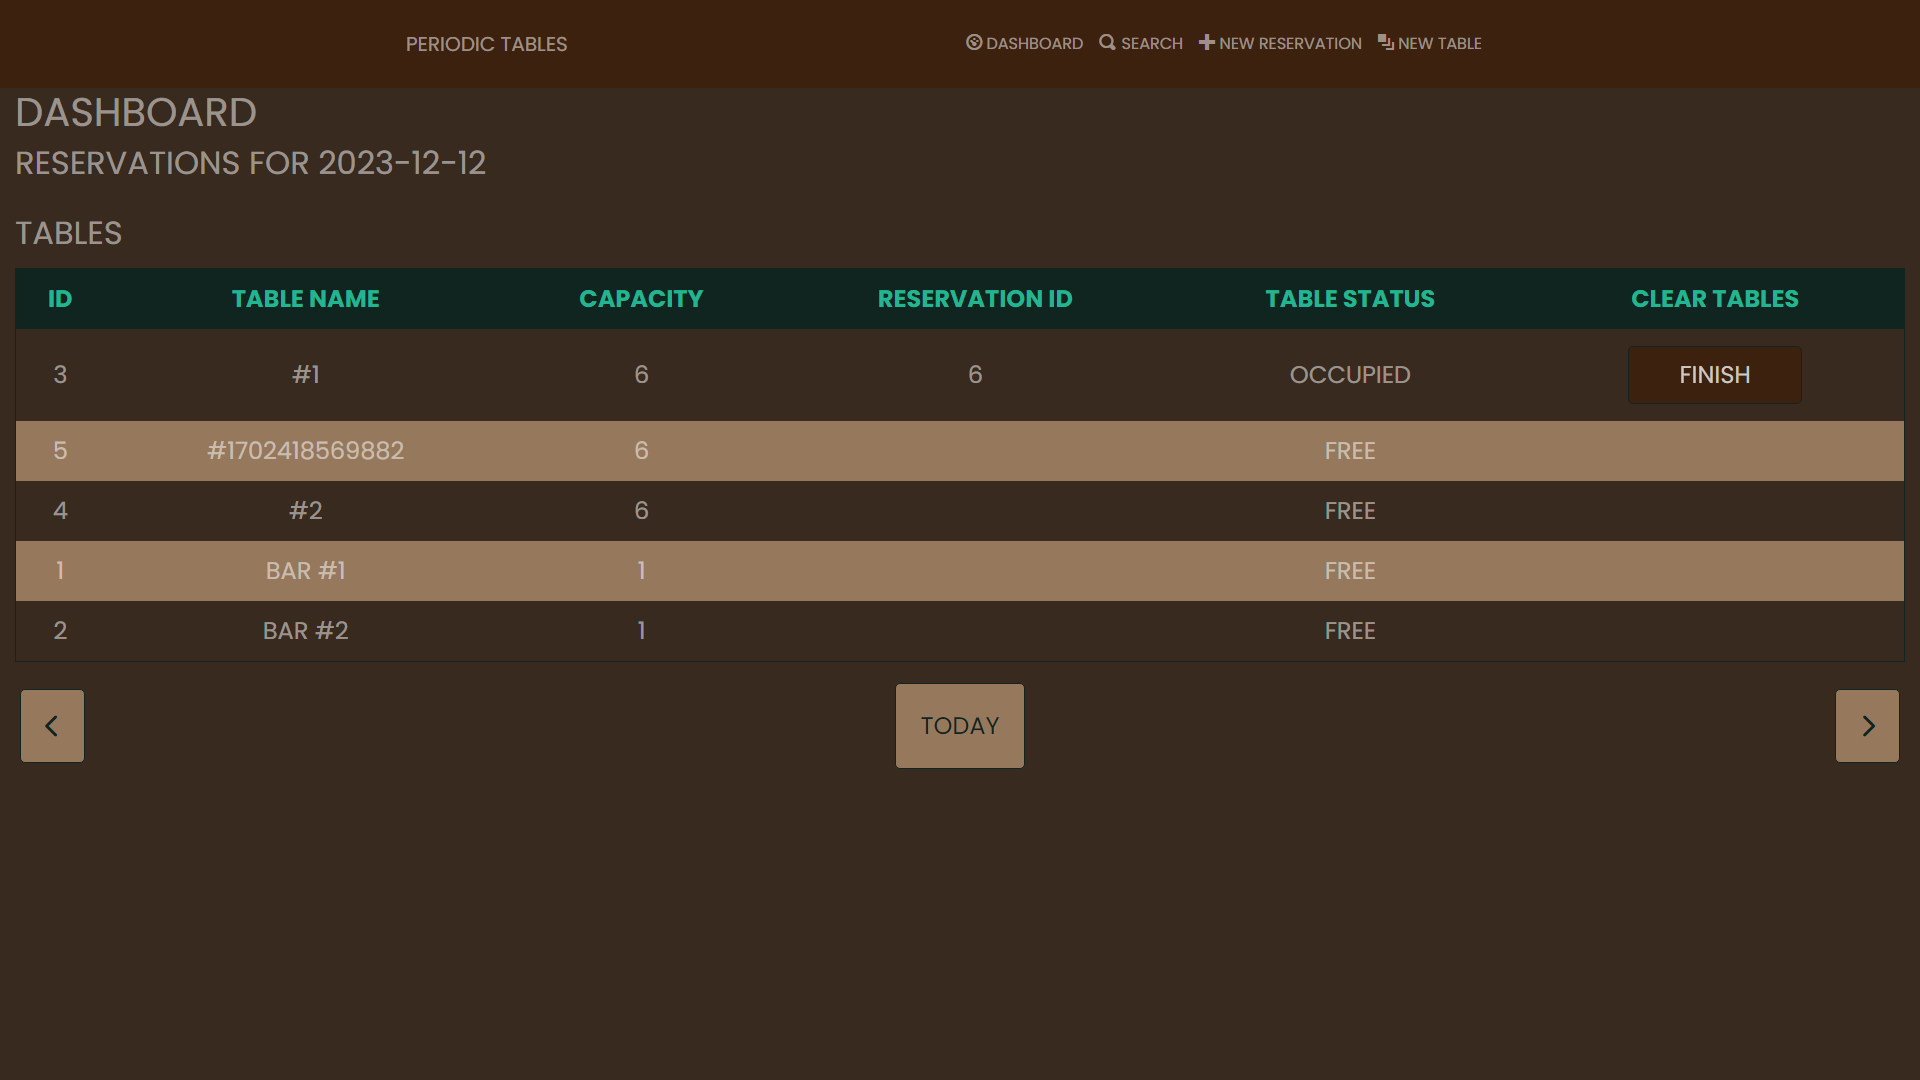 PERIODIC TABLES
DASHBOARD SEARCH NEW RESERVATION NEW TABLE
DASHBOARD
RESERVATIONS FOR 2023-12-12
TABLES
ID TABLE NAME CAPACITY RESERVATION ID TABLE STATUS CLEAR TABLES
3 #1 6 6 OCCUPIED FINISH
5 #1702418569882 6 FREE
4 #2 6 FREE
1 BAR #1 1 FREE
2 BAR #2 1 FREE
TODAY